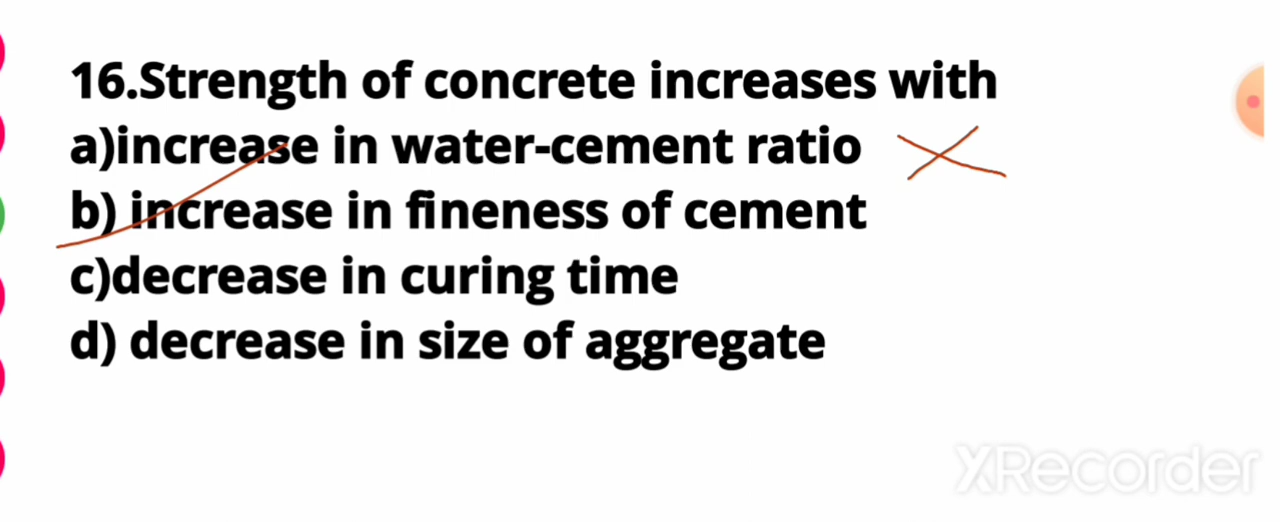 16.Strength of concrete increases with
a)increase in water-cement ratio
b) increase in fineness of cement
c)decrease in curing time
d) decrease in size of aggregate
XRecorder